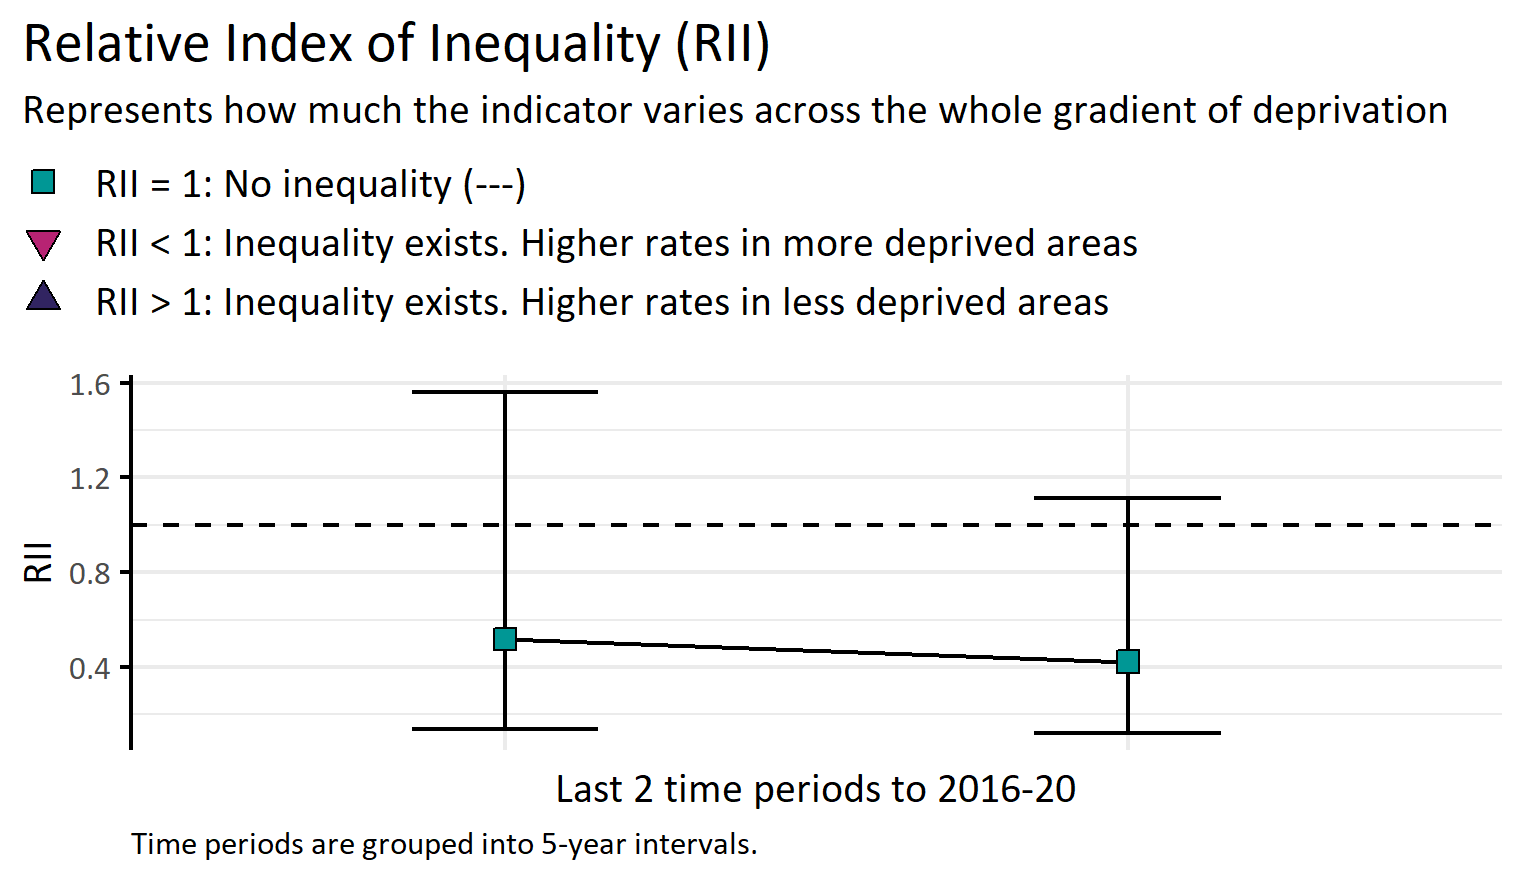 Relative Index of Inequality (RII)
Represents how much the indicator varies across the whole gradient of deprivation
RII = 1: No inequality (---)
RII < 1: Inequality exists. Higher rates in more deprived areas
RII > 1: Inequality exists. Higher rates in less deprived areas
1.6
1.2
0.8
0.4
RII
Last 2 time periods to 2016-20
Time periods are grouped into 5-year intervals.